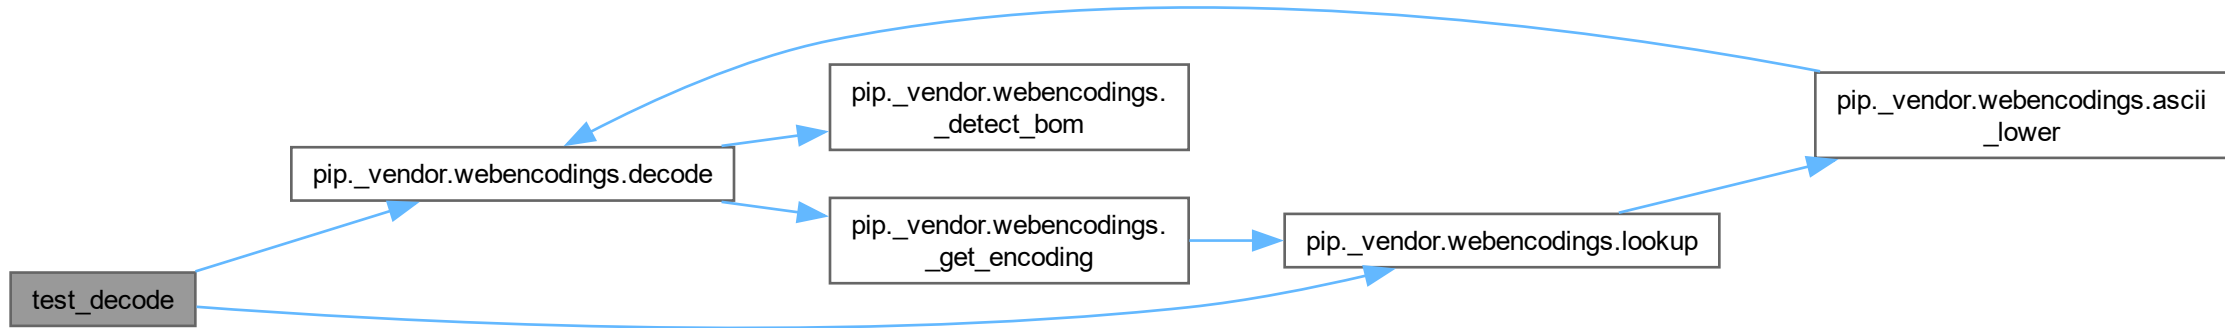 pip._vendor.webencodings.
_detect_bom
pip._vendor.webencodings.ascii
_lower
pip._vendor.webencodings.decode
pip._vendor.webencodings.
_get_encoding
pip._vendor.webencodings.lookup
test_decode